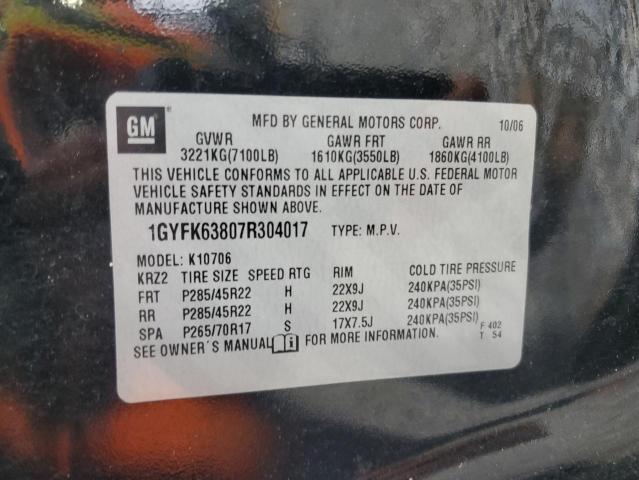 GM ®
MFD BY GENERAL MOTORS CORP. 10/06
GVWR GAWR FRT GAWR RR
3221KG(7100LB) 1610KG(3550LB) 1860KG(4100LB)
THIS VEHICLE CONFORMS TO ALL APPLICABLE U.S. FEDERAL MOTOR
VEHICLE SAFETY STANDARDS IN EFFECT ON THE DATE OF
MANUFACTURE SHOWN ABOVE.
1GYFK63807R304017 TYPE: M.P.V.
MODEL: K10706
KRZ2 TIRE SIZE SPEED RTG RIM COLD TIRE PRESSURE
FRT P285/45R22 H 22X9J 240KPA(35PSI)
RR P285/45R22 H 22X9J 240KPA(35PSI)
SPA P265/70R17 S 17X7.5J 240KPA(35PSI) F 402
SEE OWNER'S MANUAL i FOR MORE INFORMATION. T 54